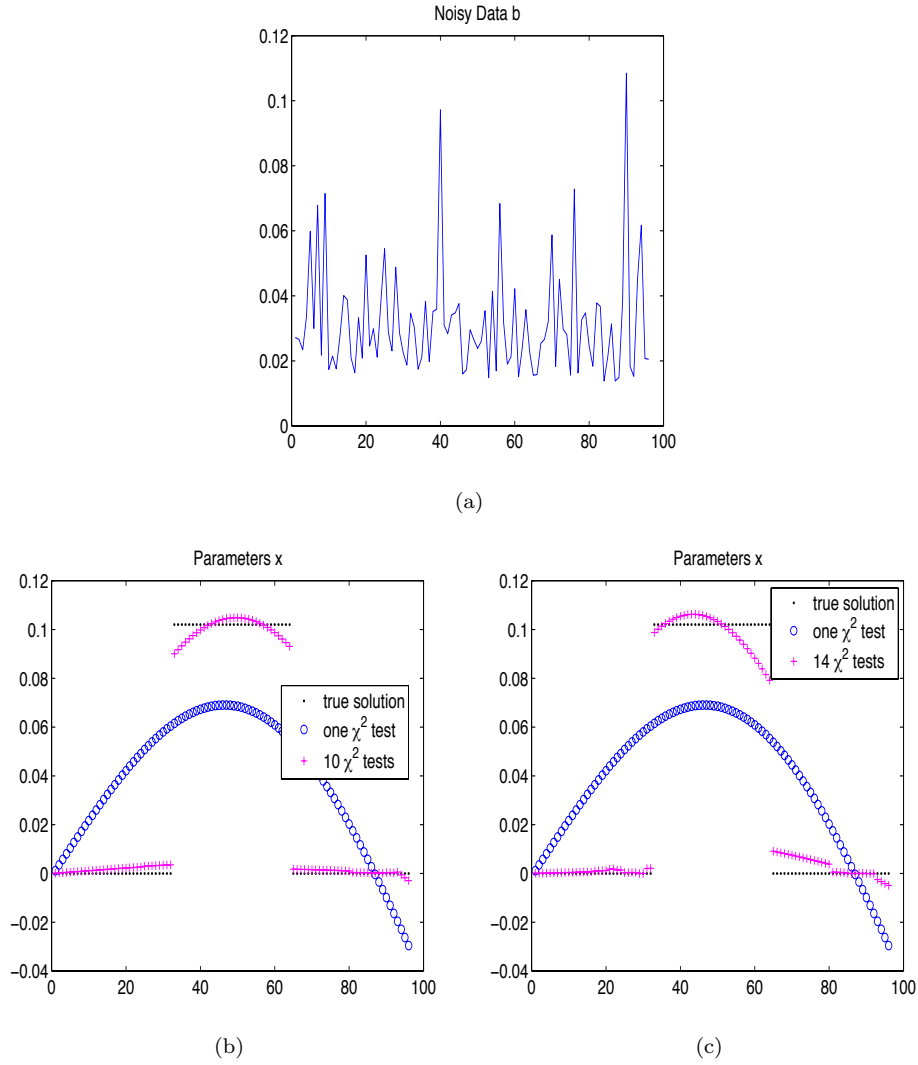 Noisy Data b
0.12
0.1
0.08
0.06
0.04
0.02
0
0 20 40 60 80 100
(a)
Parameters x
0.12
0.1
0.08
0.06
0.04
0.02
0
−0.02
−0.04
0 20 40 60 80 100
true solution
one χ² test
10 χ² tests
(b)
Parameters x
0.12
0.1
0.08
0.06
0.04
0.02
0
−0.02
−0.04
0 20 40 60 80 100
true solution
one χ² test
14 χ² tests
(c)